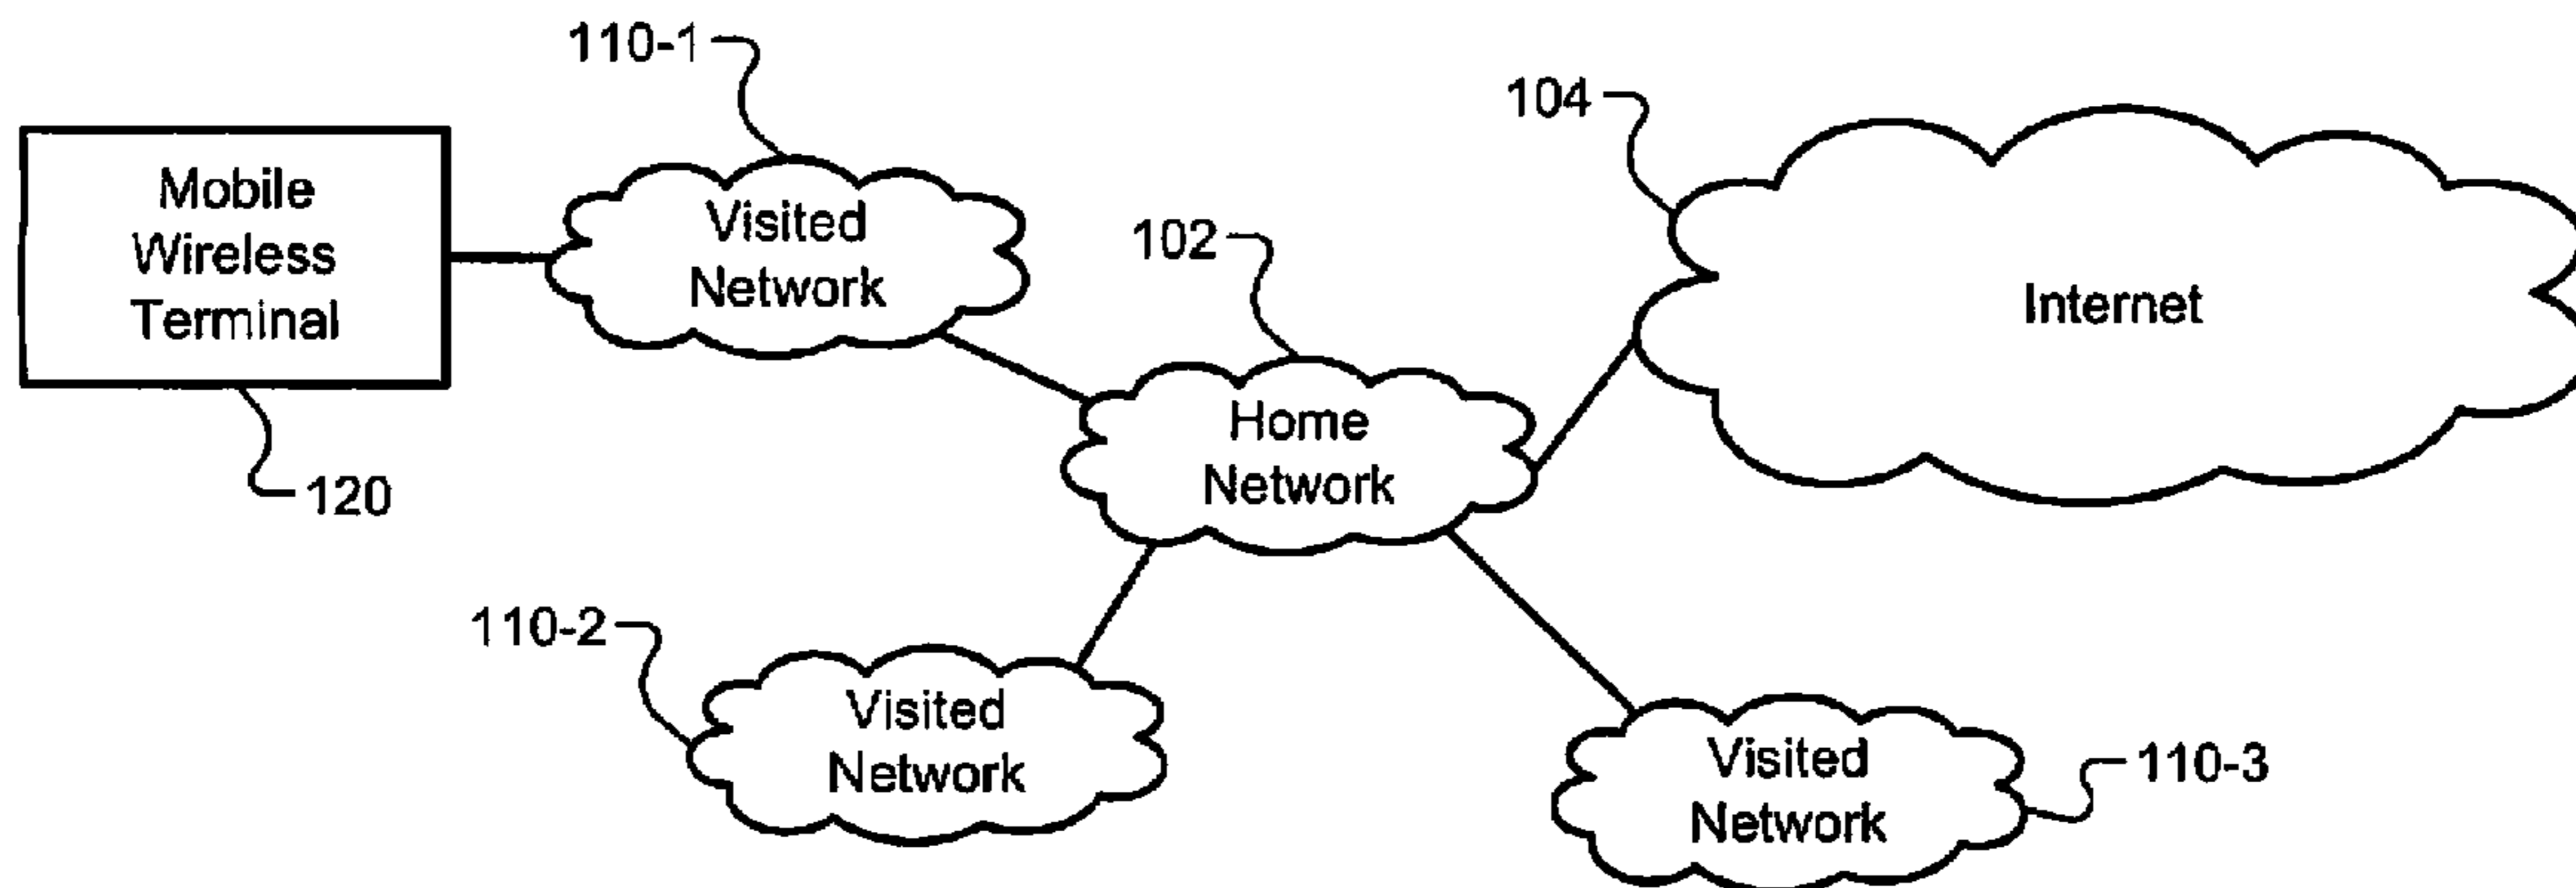 110-1
104
Mobile
Wireless
Terminal
Visited
Network
102
Internet
Home
Network
120
110-2
Visited
Network
Visited
Network
110-3